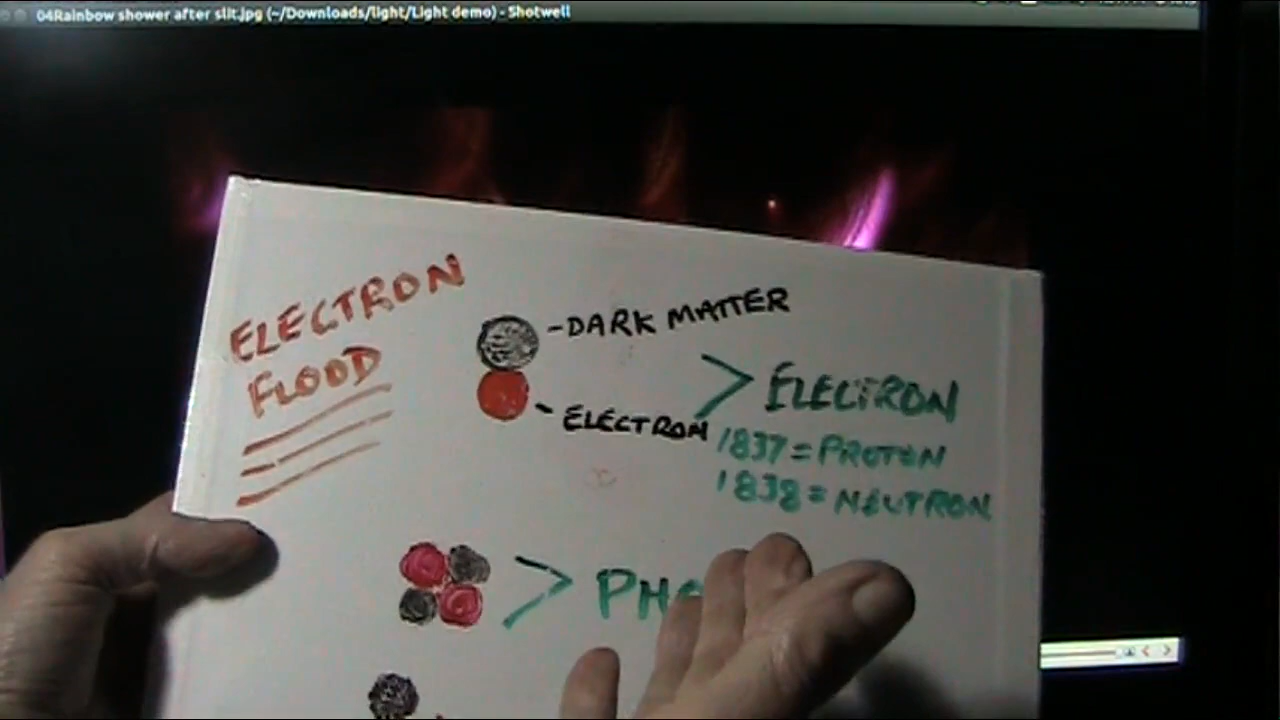 04Rainbow shower after slit.jpg (~/Downloads/light/Light demo) - Shotwell
ELECTRON
FLOOD
-DARK MATTER
- ELECTRON
> ELECTRON
1837 = PROTON
1838 = NEUTRON
> PHO